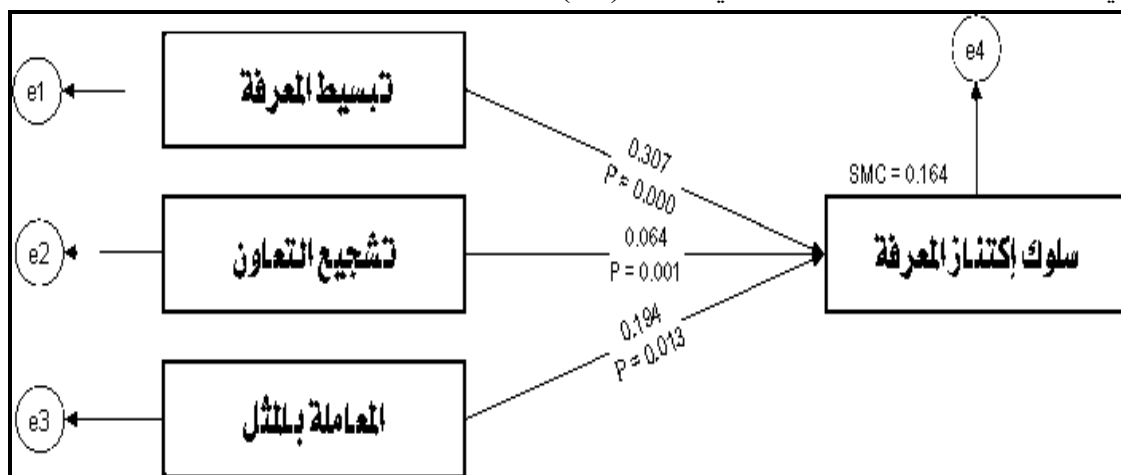 e1
تبسيط المعرفة
e4
0.307
P = 0.000
SMC = 0.164
e2
تشجيع التعاون
0.064
P = 0.001
سلوك إكتناز المعرفة
0.194
P = 0.013
e3
المعاملة بالمثل